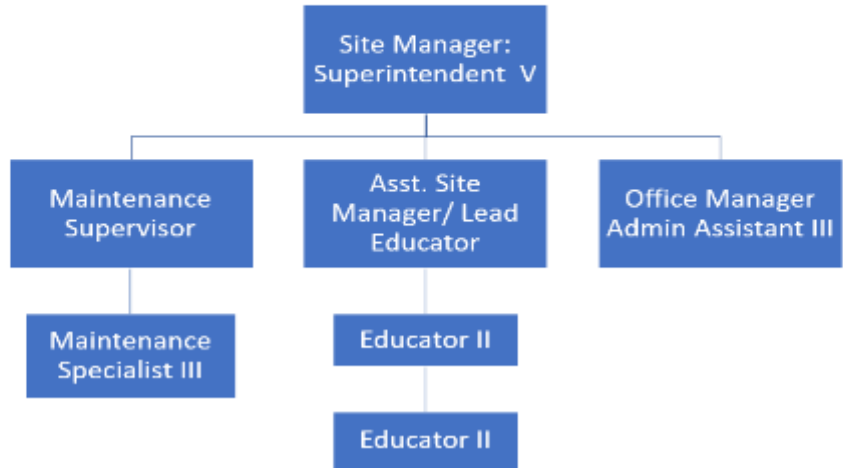 Site Manager:
Superintendent V
Maintenance
Supervisor
Asst. Site
Manager/ Lead
Educator
Office Manager
Admin Assistant III
Maintenance
Specialist III
Educator II
Educator II